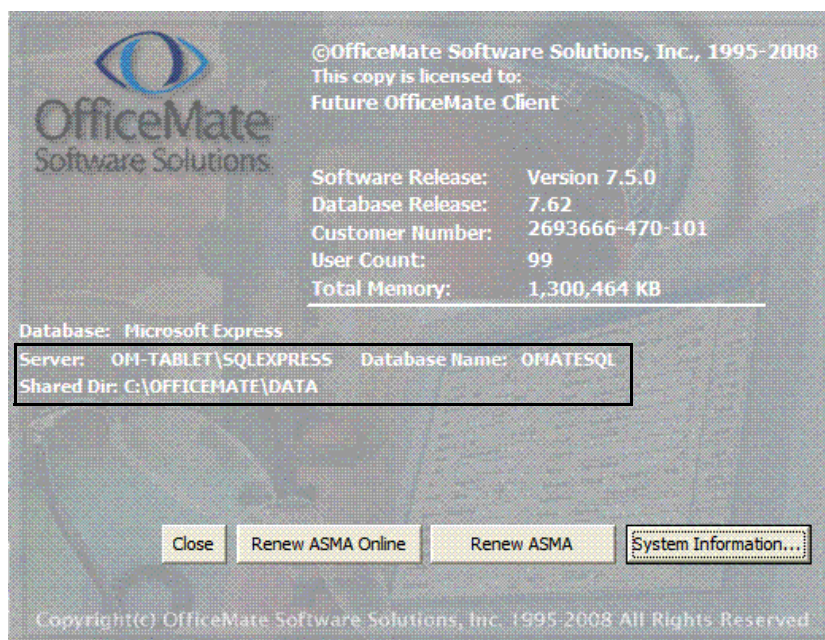 OfficeMate
Software Solutions
©OfficeMate Software Solutions, Inc., 1995-2008
This copy is licensed to:
Future OfficeMate Client
Software Release: Version 7.5.0
Database Release: 7.62
Customer Number: 2693666-470-101
User Count: 99
Total Memory: 1,300,464 KB
Database: Microsoft Express
Server: OM-TABLET\SQLEXPRESS Database Name: OMATESQL
Shared Dir: C:\OFFICEMATE\DATA
Close Renew ASMA Online Renew ASMA System Information...
Copyright(c) OfficeMate Software Solutions, Inc. 1995-2008 All Rights Reserved